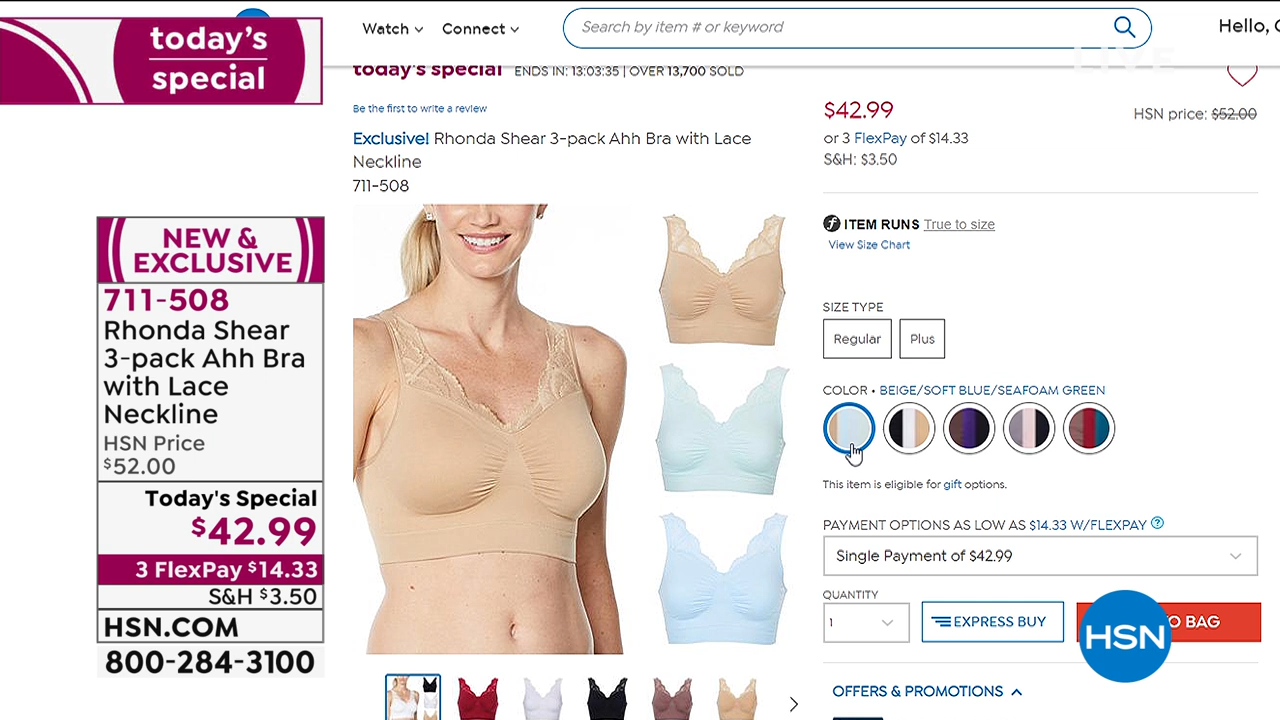 today's
special
NEW &
EXCLUSIVE
711-508
Rhonda Shear
3-pack Ahh Bra
with Lace
Neckline
HSN Price
$52.00
Today's Special
$42.99
3 FlexPay $14.33
S&H $3.50
HSN.COM
800-284-3100
Watch
Connect
Search by item # or keyword
Hello,
LIVE
today's special ENDS IN: 13:03:35 | OVER 13,700 SOLD
Be the first to write a review
Exclusive! Rhonda Shear 3-pack Ahh Bra with Lace
Neckline
711-508
$42.99
HSN price: $52.00
or 3 FlexPay of $14.33
S&H: $3.50
ITEM RUNS True to size
View Size Chart
SIZE TYPE
Regular
Plus
COLOR • BEIGE/SOFT BLUE/SEAFOAM GREEN
This item is eligible for gift options.
PAYMENT OPTIONS AS LOW AS $14.33 W/FLEXPAY ?
Single Payment of $42.99
QUANTITY
1
EXPRESS BUY
O BAG
HSN
OFFERS & PROMOTIONS